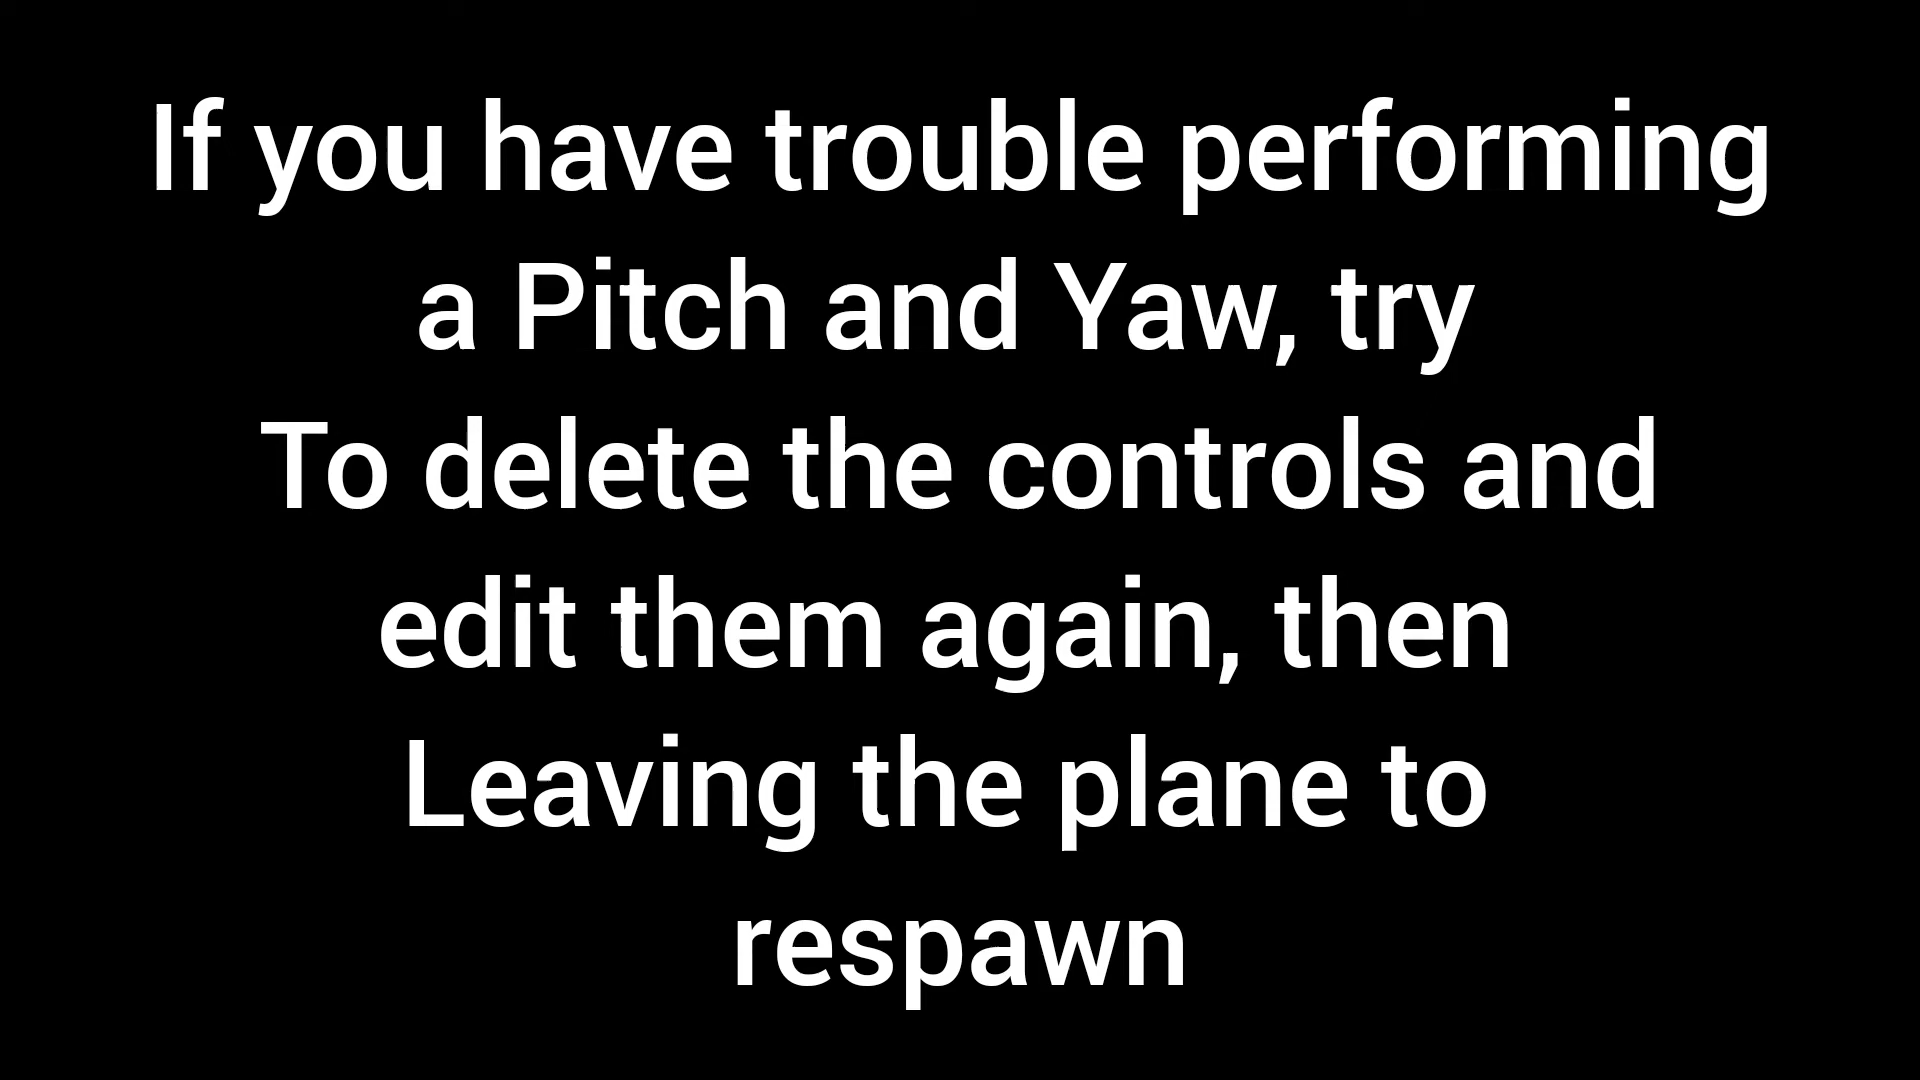 If you have trouble performing
a Pitch and Yaw, try
To delete the controls and
edit them again, then
Leaving the plane to
respawn